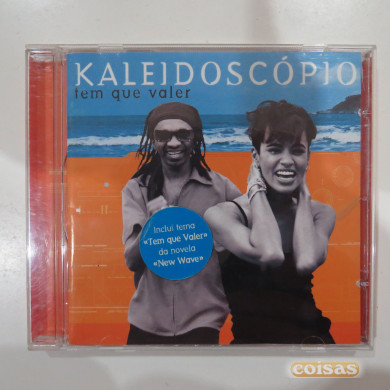 KALEIDOSCÓPIO
tem que valer
Inclui tema
«Tem que Valer»
da novela
«New Wave»
coisas